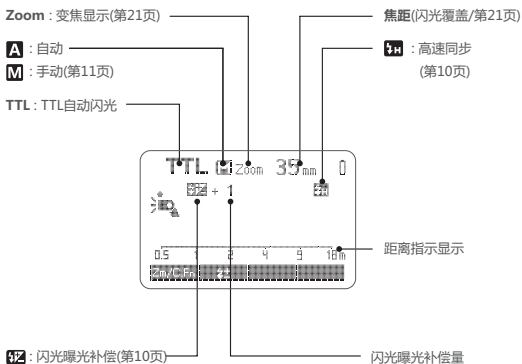 Zoom : 变焦显示(第21页)
焦距(闪光覆盖/第21页)
A : 自动
M : 手动(第11页)
H : 高速同步
(第10页)
TTL : TTL自动闪光
TTL M Zoom 35 mm
+ 1
0.5 1 2 4 9 18m
Zm/C.Fn
距离指示显示
: 闪光曝光补偿(第10页)
闪光曝光补偿量